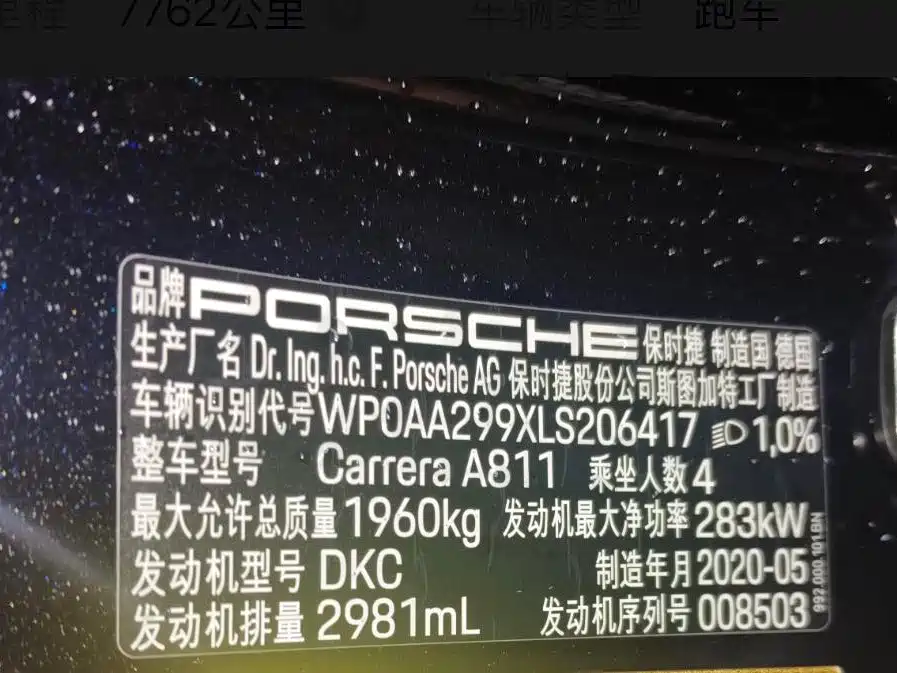 里程 7762公里 车辆类型 跑车
品牌 PORSCHE 保时捷 制造国 德国
生产厂名 Dr. Ing. h.c. F. Porsche AG 保时捷股份公司斯图加特工厂制造
车辆识别代号 WP0AA299XLS206417 1,0%
整车型号 Carrera A811 乘坐人数 4
最大允许总质量 1960kg 发动机最大净功率 283kW
发动机型号 DKC 制造年月 2020-05
发动机排量 2981mL 发动机序列号 008503
992.000.101.BN